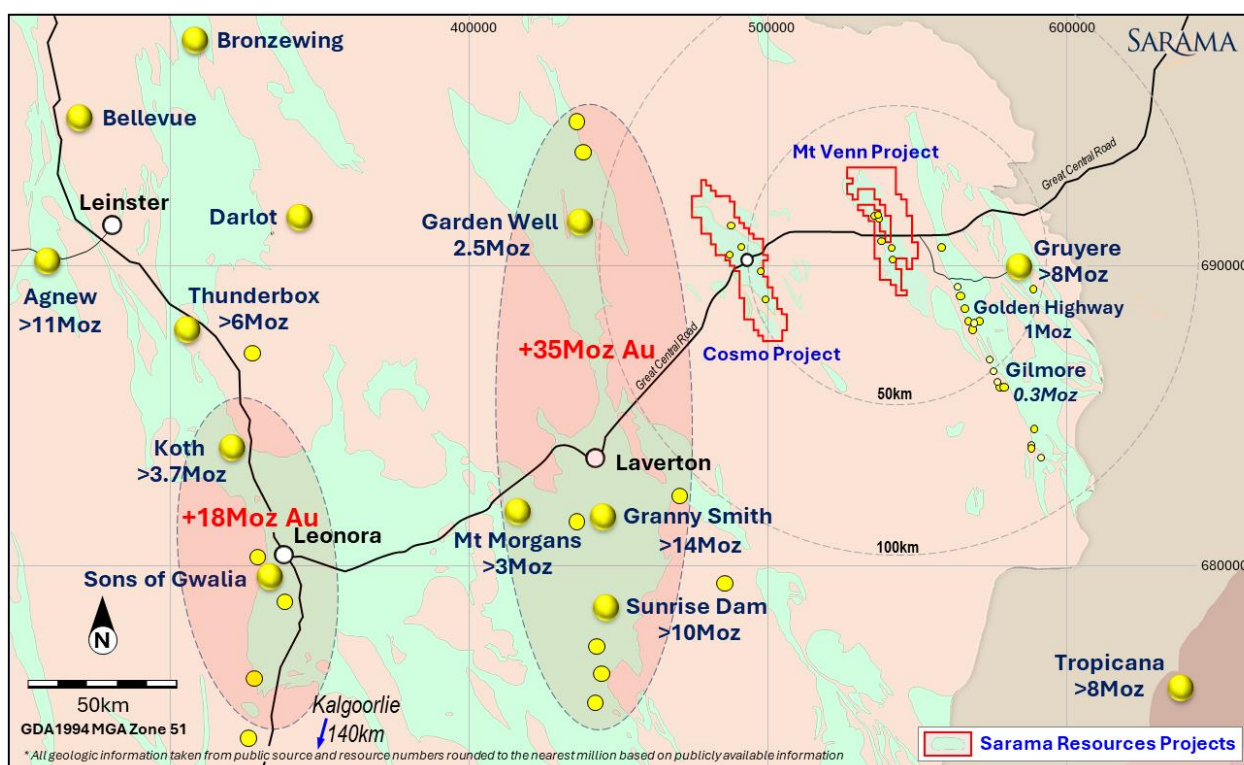 400000
500000
600000
SARAMA
Bronzewing
Bellevue
Mt Venn Project
Great Central Road
Leinster
Darlot
Garden Well
2.5Moz
Gruyere
>8Moz
690000
Agnew
>11Moz
Thunderbox
>6Moz
Golden Highway
1Moz
+35Moz Au
Great Central Road
Cosmo Project
Gilmore
0.3Moz
50km
Koth
>3.7Moz
Laverton
+18Moz Au
Leonora
Mt Morgans
>3Moz
Granny Smith
>14Moz
100km
680000
Sons of Gwalia
Sunrise Dam
>10Moz
N
Tropicana
>8Moz
50km
GDA1994 MGA Zone 51
Kalgoorlie
140km
Sarama Resources Projects
* All geologic information taken from public source and resource numbers rounded to the nearest million based on publicly available information